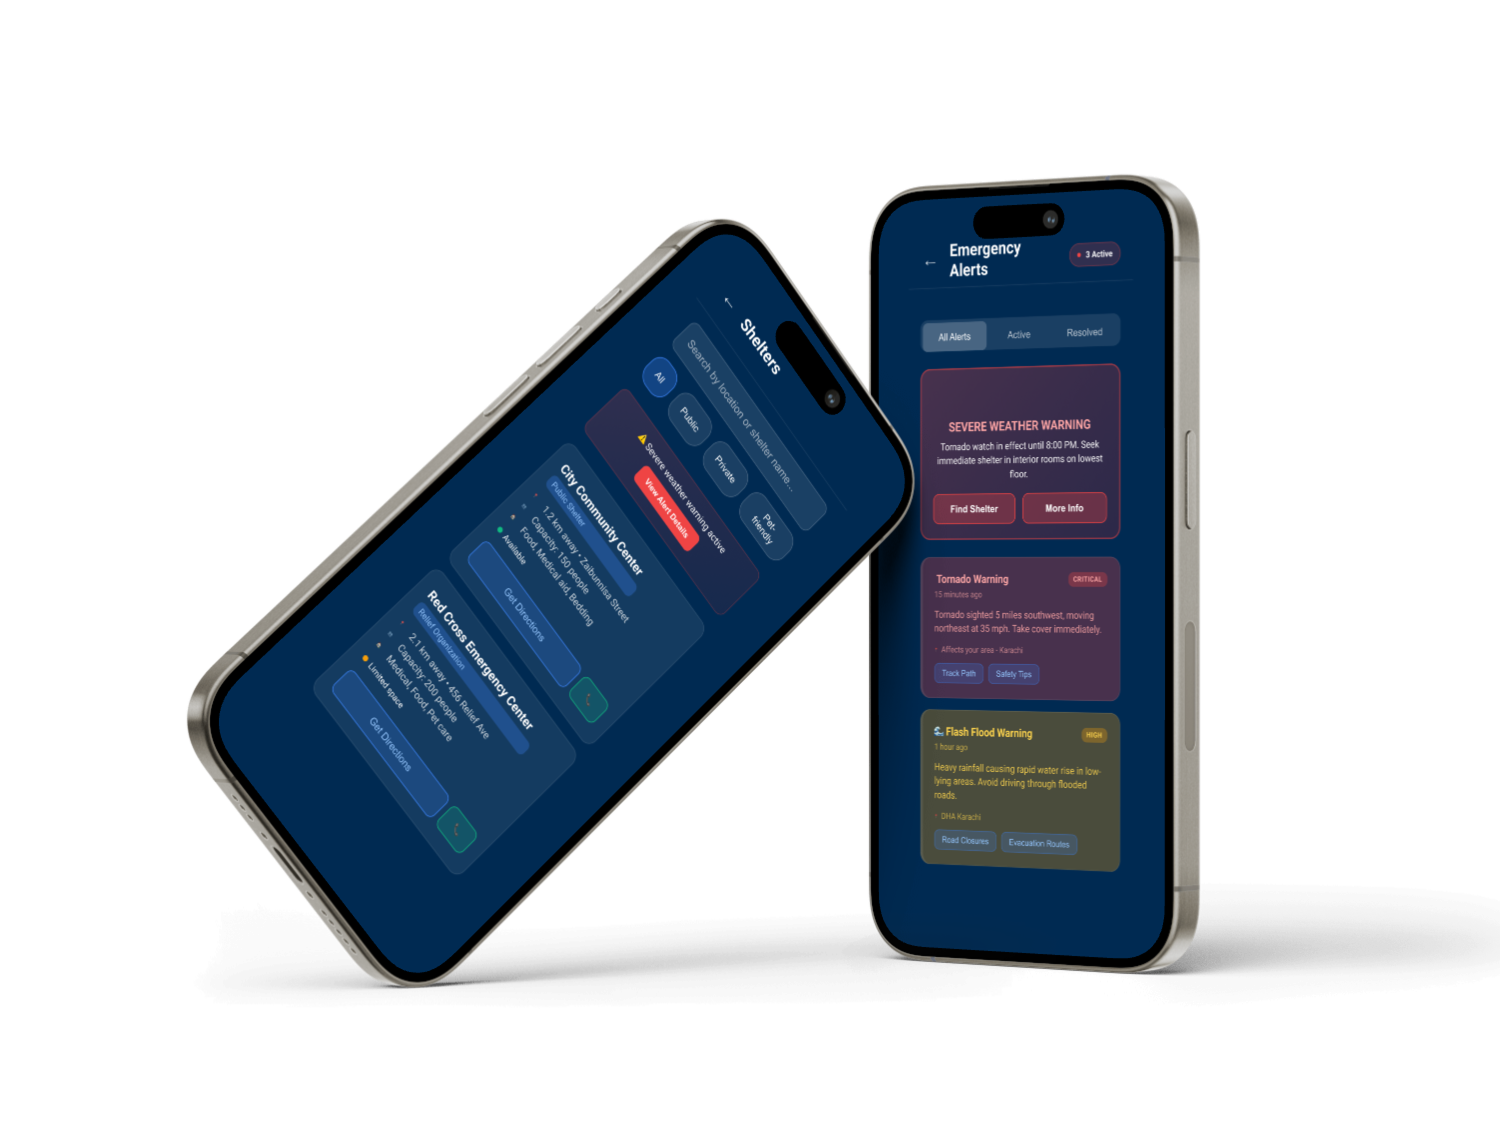 ←
Shelters
Search by location or shelter name...
All
Public
Private
Pet-
friendly
⚠️ Severe weather warning active
View Alert Details
City Community Center
Public Shelter
1.2 km away • Zaibunnisa Street
Capacity: 150 people
Food, Medical aid, Bedding
Available
Get Directions
Red Cross Emergency Center
Relief Organization
2.1 km away • 456 Relief Ave
Capacity: 200 people
Medical, Food, Pet care
Limited space
Get Directions
← Emergency
Alerts
3 Active
All Alerts
Active
Resolved
SEVERE WEATHER WARNING
Tornado watch in effect until 8:00 PM. Seek
immediate shelter in interior rooms on lowest
floor.
Find Shelter
More Info
Tornado Warning
CRITICAL
15 minutes ago
Tornado sighted 5 miles southwest, moving
northeast at 35 mph. Take cover immediately.
Affects your area - Karachi
Track Path
Safety Tips
🌊 Flash Flood Warning
HIGH
1 hour ago
Heavy rainfall causing rapid water rise in low-
lying areas. Avoid driving through flooded
roads.
DHA Karachi
Road Closures
Evacuation Routes